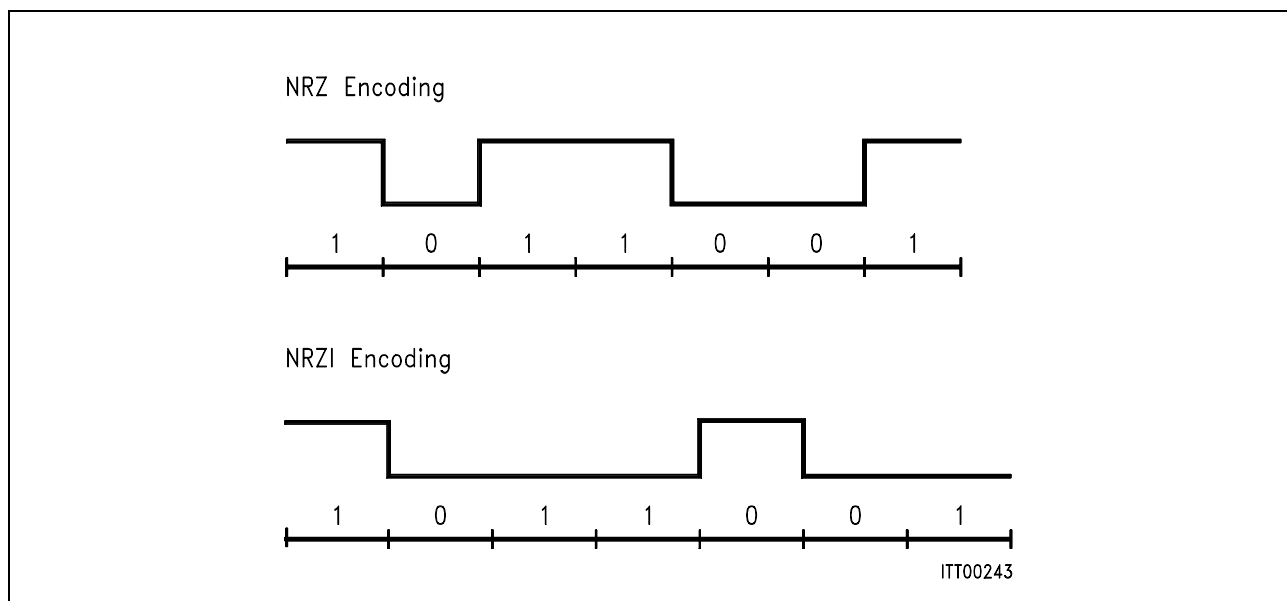 NRZ Encoding
1 0 1 1 0 0 1
NRZI Encoding
1 0 1 1 0 0 1
ITT00243